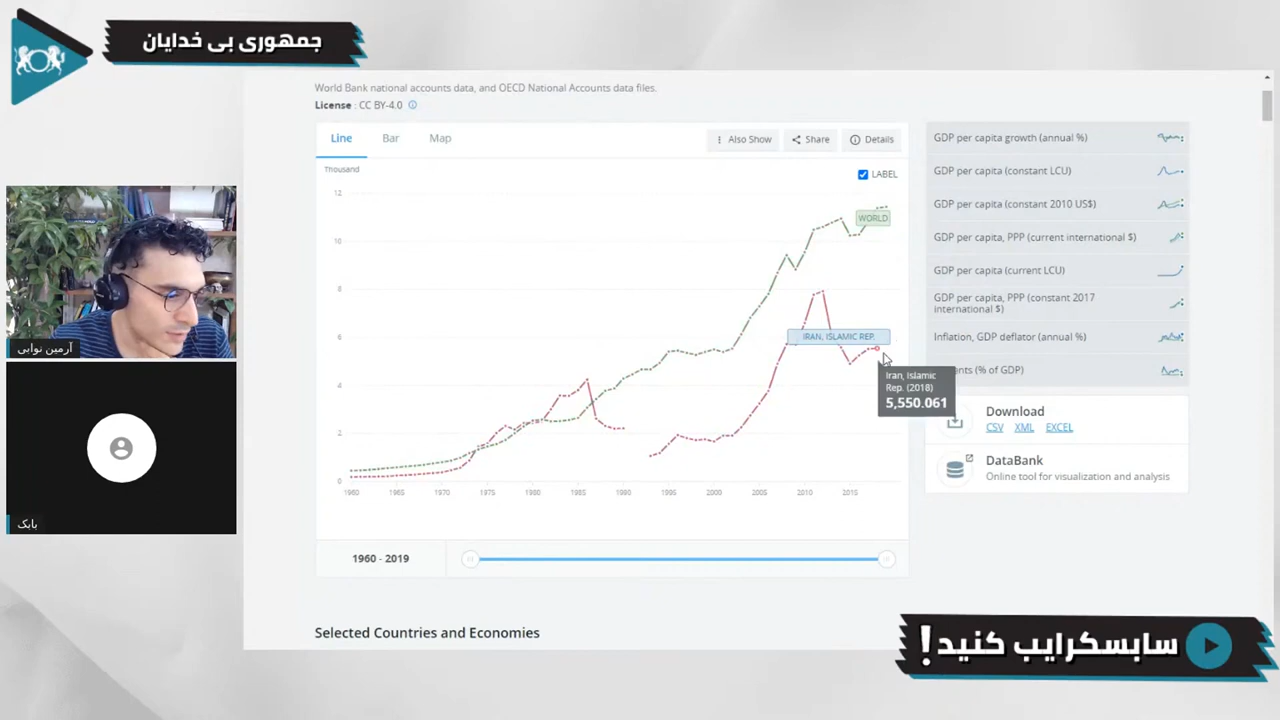 جمهوری بی خدایان
World Bank national accounts data, and OECD National Accounts data files.
License : CC BY-4.0
Line
Bar
Map
Also Show
Share
Details
Thousand
LABEL
12
10
8
6
4
2
0
WORLD
IRAN, ISLAMIC REP.
Iran, Islamic
Rep. (2018)
5,550.061
1960
1965
1970
1975
1980
1985
1990
1995
2000
2005
2010
2015
1960 - 2019
GDP per capita growth (annual %)
GDP per capita (constant LCU)
GDP per capita (constant 2010 US$)
GDP per capita, PPP (current international $)
GDP per capita (current LCU)
GDP per capita, PPP (constant 2017
international $)
Inflation, GDP deflator (annual %)
(% of GDP)
Download
CSV XML EXCEL
DataBank
Online tool for visualization and analysis
Selected Countries and Economies
آرمین نوابی
بابک
سابسکرایب کنید!